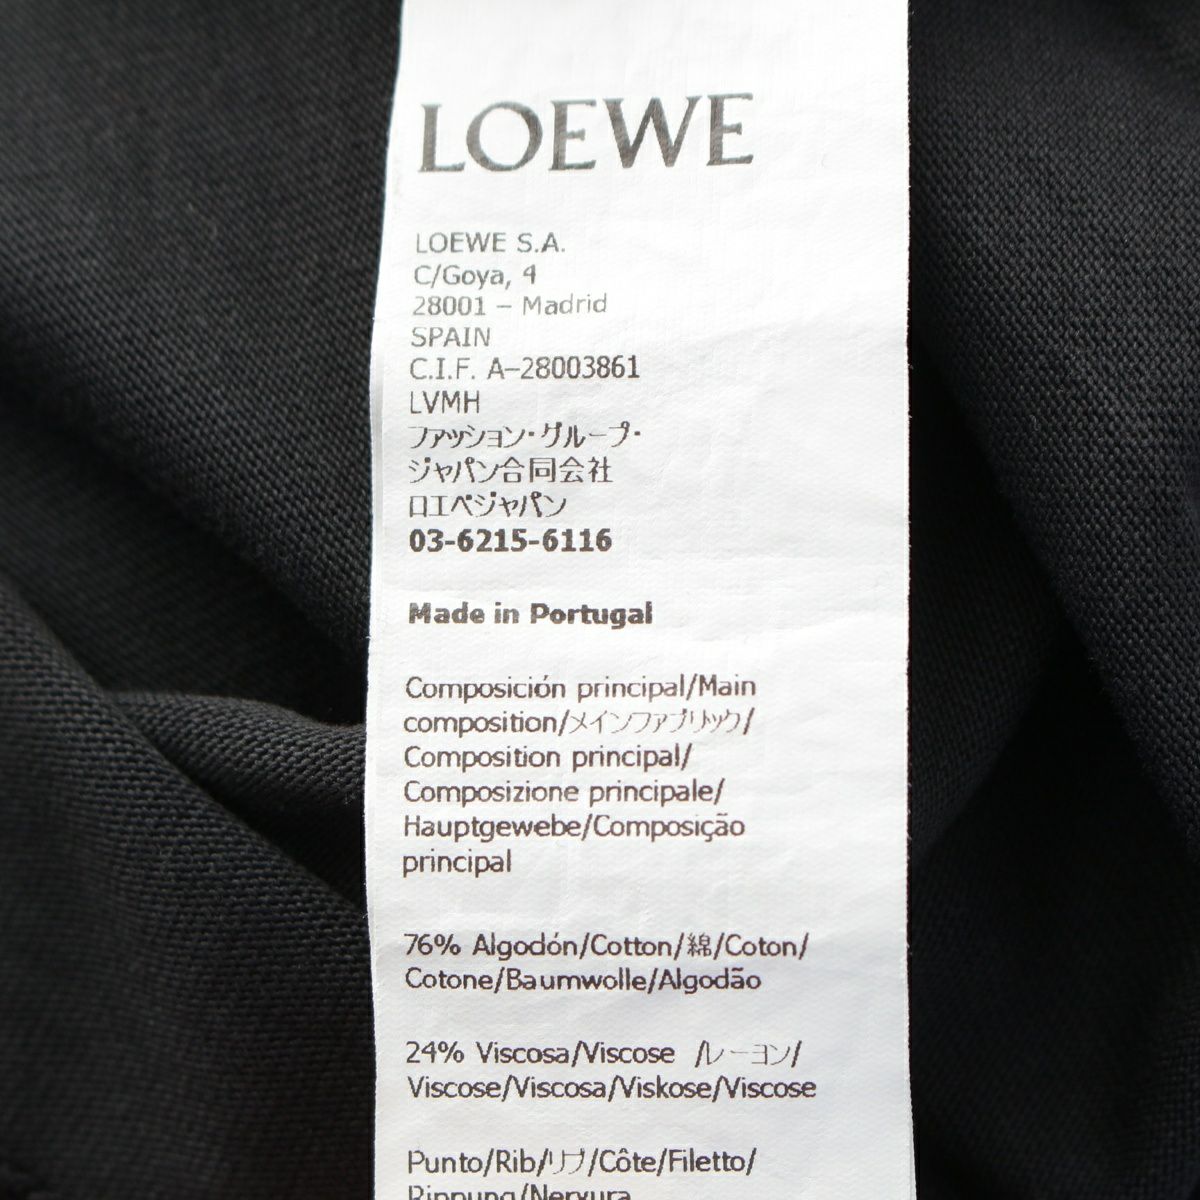 LOEWE
LOEWE S.A.
C/Goya, 4
28001 – Madrid
SPAIN
C.I.F. A–28003861
LVMH
ファッション・グループ・
ジャパン合同会社
ロエベジャパン
03-6215-6116
Made in Portugal
Composición principal/Main
composition/メインファブリック/
Composition principal/
Composizione principale/
Hauptgewebe/Composição
principal
76% Algodón/Cotton/綿/Coton/
Cotone/Baumwolle/Algodão
24% Viscosa/Viscose /レーヨン/
Viscose/Viscosa/Viskose/Viscose
Punto/Rib/リブ/Côte/Filetto/
Rippung/Nervura